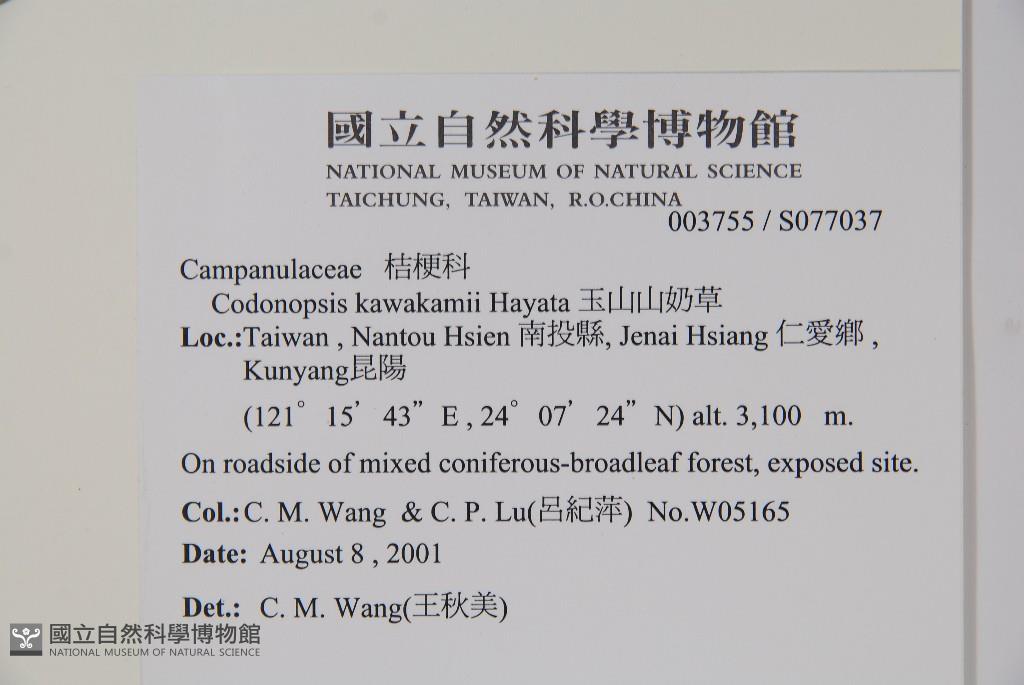 國立自然科學博物館
NATIONAL MUSEUM OF NATURAL SCIENCE
TAICHUNG, TAIWAN, R.O.CHINA
003755 / S077037
Campanulaceae 桔梗科
Codonopsis kawakamii Hayata 玉山山奶草
Loc.:Taiwan , Nantou Hsien 南投縣, Jenai Hsiang 仁愛鄉 ,
Kunyang昆陽
(121° 15’ 43” E , 24° 07’ 24” N) alt. 3,100 m.
On roadside of mixed coniferous-broadleaf forest, exposed site.
Col.:C. M. Wang & C. P. Lu(呂紀萍) No.W05165
Date: August 8 , 2001
Det.: C. M. Wang(王秋美)
國立自然科學博物館
NATIONAL MUSEUM OF NATURAL SCIENCE